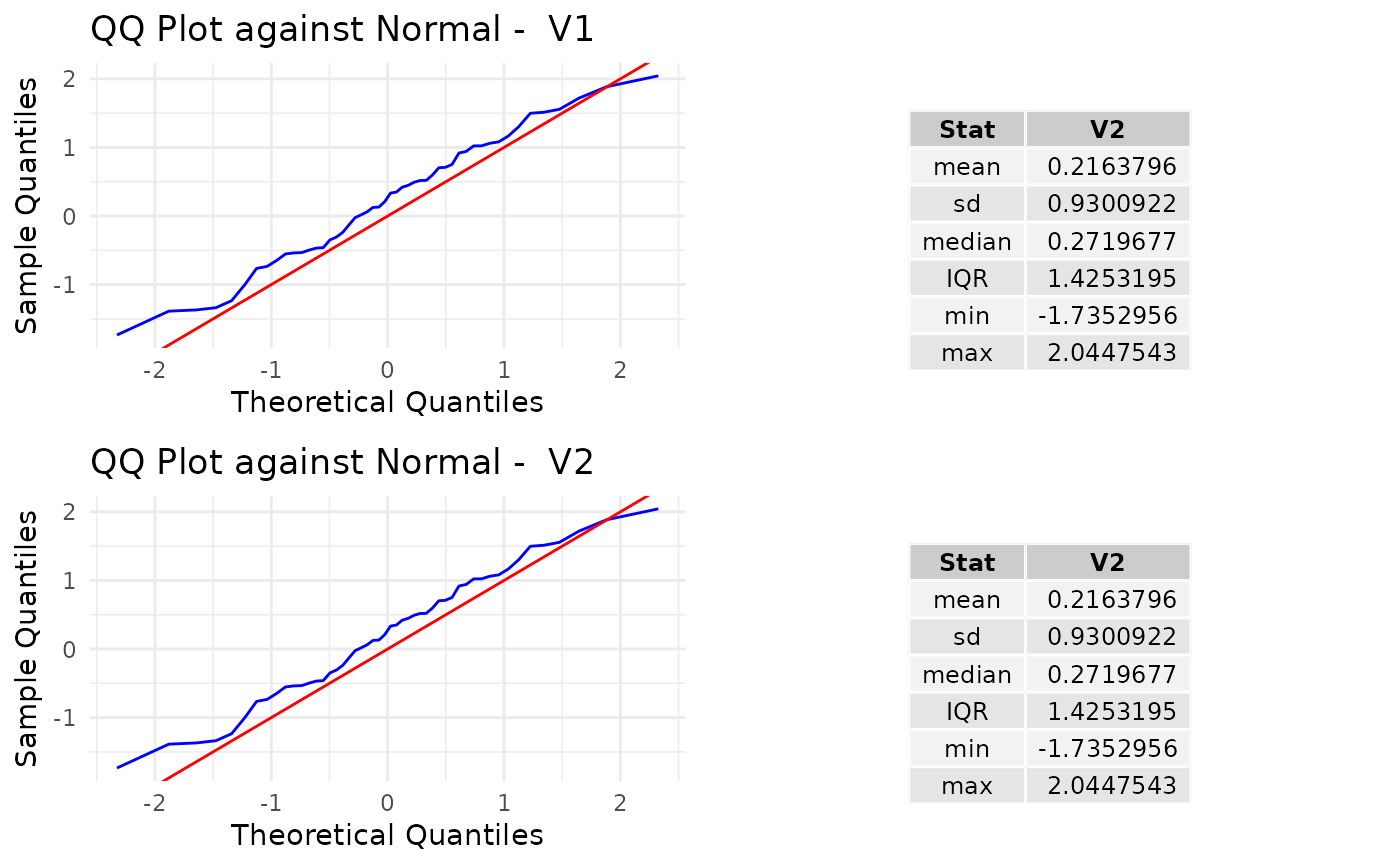 QQ Plot against Normal -  V1
Sample Quantiles
2
1
0
-1
-2 -1 0 1 2
Theoretical Quantiles
Stat V2
mean 0.2163796
sd 0.9300922
median 0.2719677
IQR 1.4253195
min -1.7352956
max 2.0447543
QQ Plot against Normal -  V2
Sample Quantiles
2
1
0
-1
-2 -1 0 1 2
Theoretical Quantiles
Stat V2
mean 0.2163796
sd 0.9300922
median 0.2719677
IQR 1.4253195
min -1.7352956
max 2.0447543